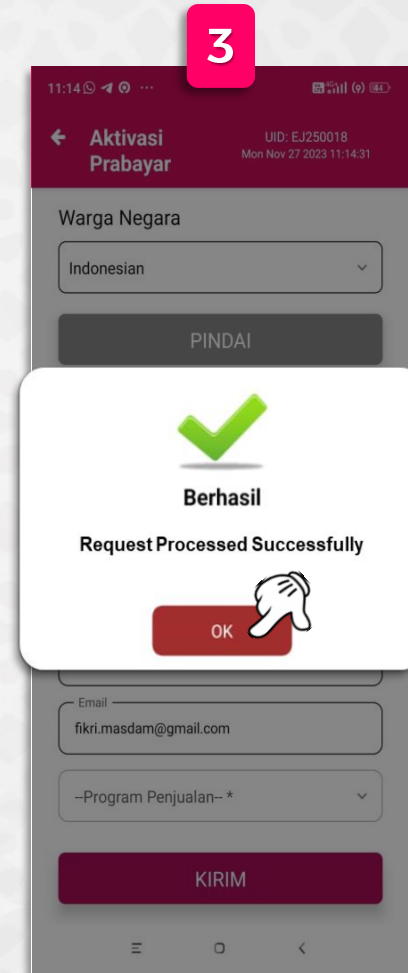 3
11:14
44
Aktivasi
Prabayar
UID: EJ250018
Mon Nov 27 2023 11:14:31
Warga Negara
Indonesian
PINDAI
Berhasil
Request Processed Successfully
OK
Email
fikri.masdam@gmail.com
--Program Penjualan-- *
KIRIM